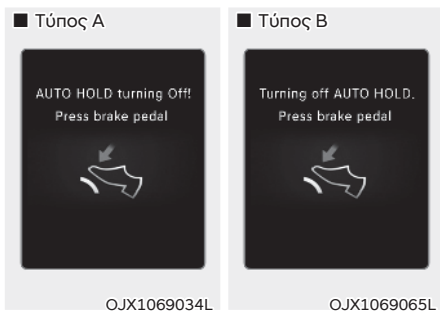 ■ Τύπος A
AUTO HOLD turning Off!
Press brake pedal
OJX1069034L
■ Τύπος B
Turning off AUTO HOLD.
Press brake pedal
OJX1069065L